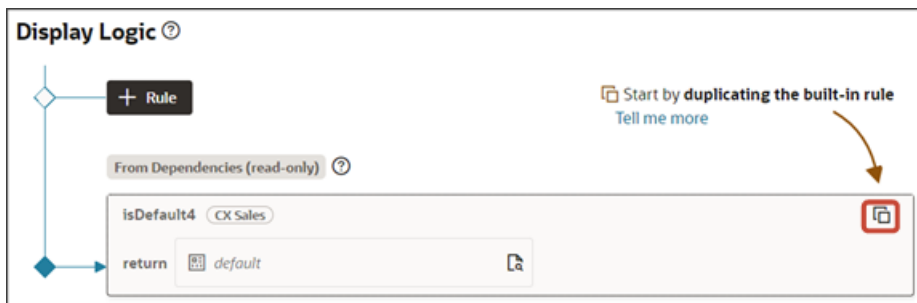 Display Logic
+ Rule
Start by duplicating the built-in rule
Tell me more
From Dependencies (read-only)
isDefault4 CX Sales
return default